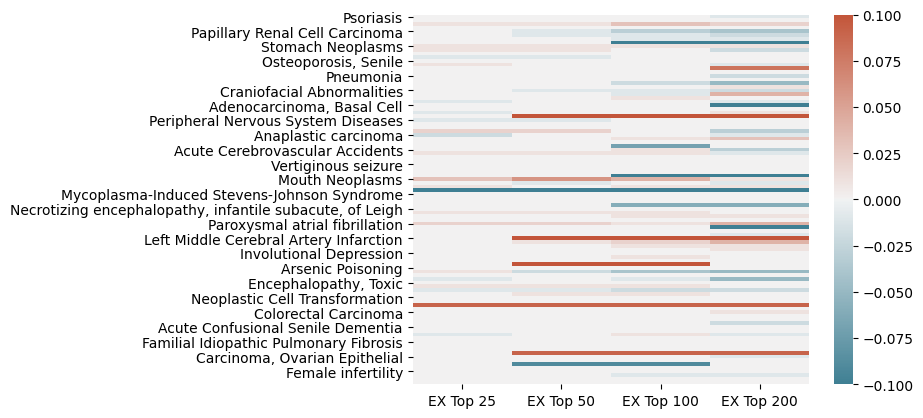 Psoriasis
Papillary Renal Cell Carcinoma
Stomach Neoplasms
Osteoporosis, Senile
Pneumonia
Craniofacial Abnormalities
Adenocarcinoma, Basal Cell
Peripheral Nervous System Diseases
Anaplastic carcinoma
Acute Cerebrovascular Accidents
Vertiginous seizure
Mouth Neoplasms
Mycoplasma-Induced Stevens-Johnson Syndrome
Necrotizing encephalopathy, infantile subacute, of Leigh
Paroxysmal atrial fibrillation
Left Middle Cerebral Artery Infarction
Involutional Depression
Arsenic Poisoning
Encephalopathy, Toxic
Neoplastic Cell Transformation
Colorectal Carcinoma
Acute Confusional Senile Dementia
Familial Idiopathic Pulmonary Fibrosis
Carcinoma, Ovarian Epithelial
Female infertility
EX Top 25 EX Top 50 EX Top 100 EX Top 200
0.100
0.075
0.050
0.025
0.000
−0.025
−0.050
−0.075
−0.100